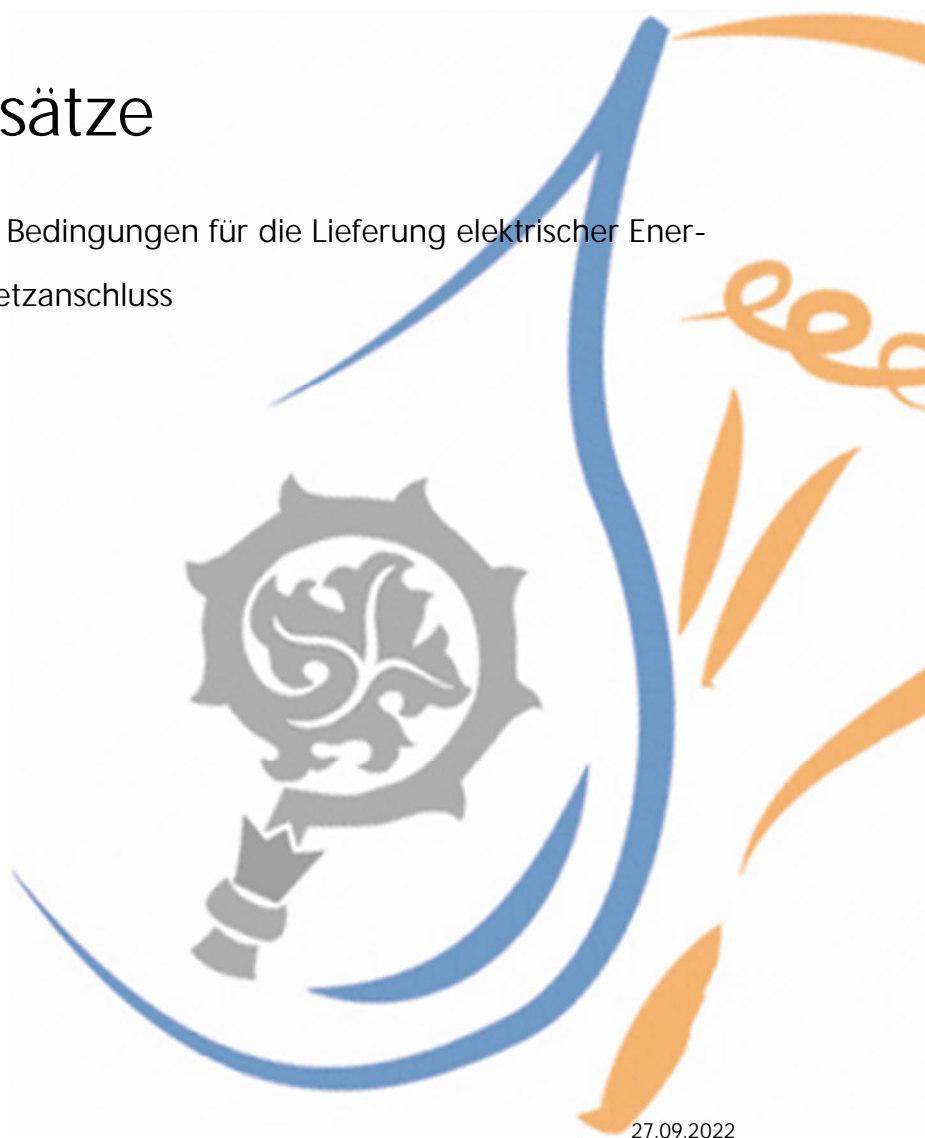 sätze
Bedingungen für die Lieferung elektrischer Ener-
etzanschluss
27.09.2022